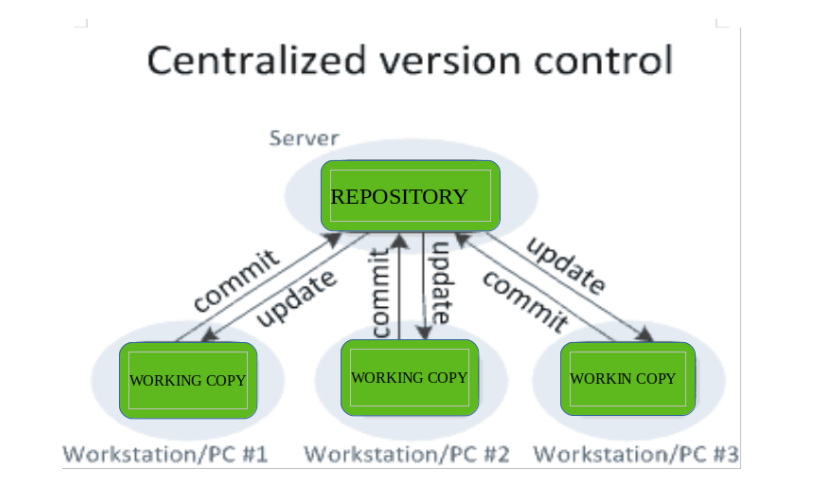 Centralized version control
Server
REPOSITORY
commit
update
commit
update
commit
update
WORKING COPY
WORKING COPY
WORKIN COPY
Workstation/PC #1
Workstation/PC #2
Workstation/PC #3